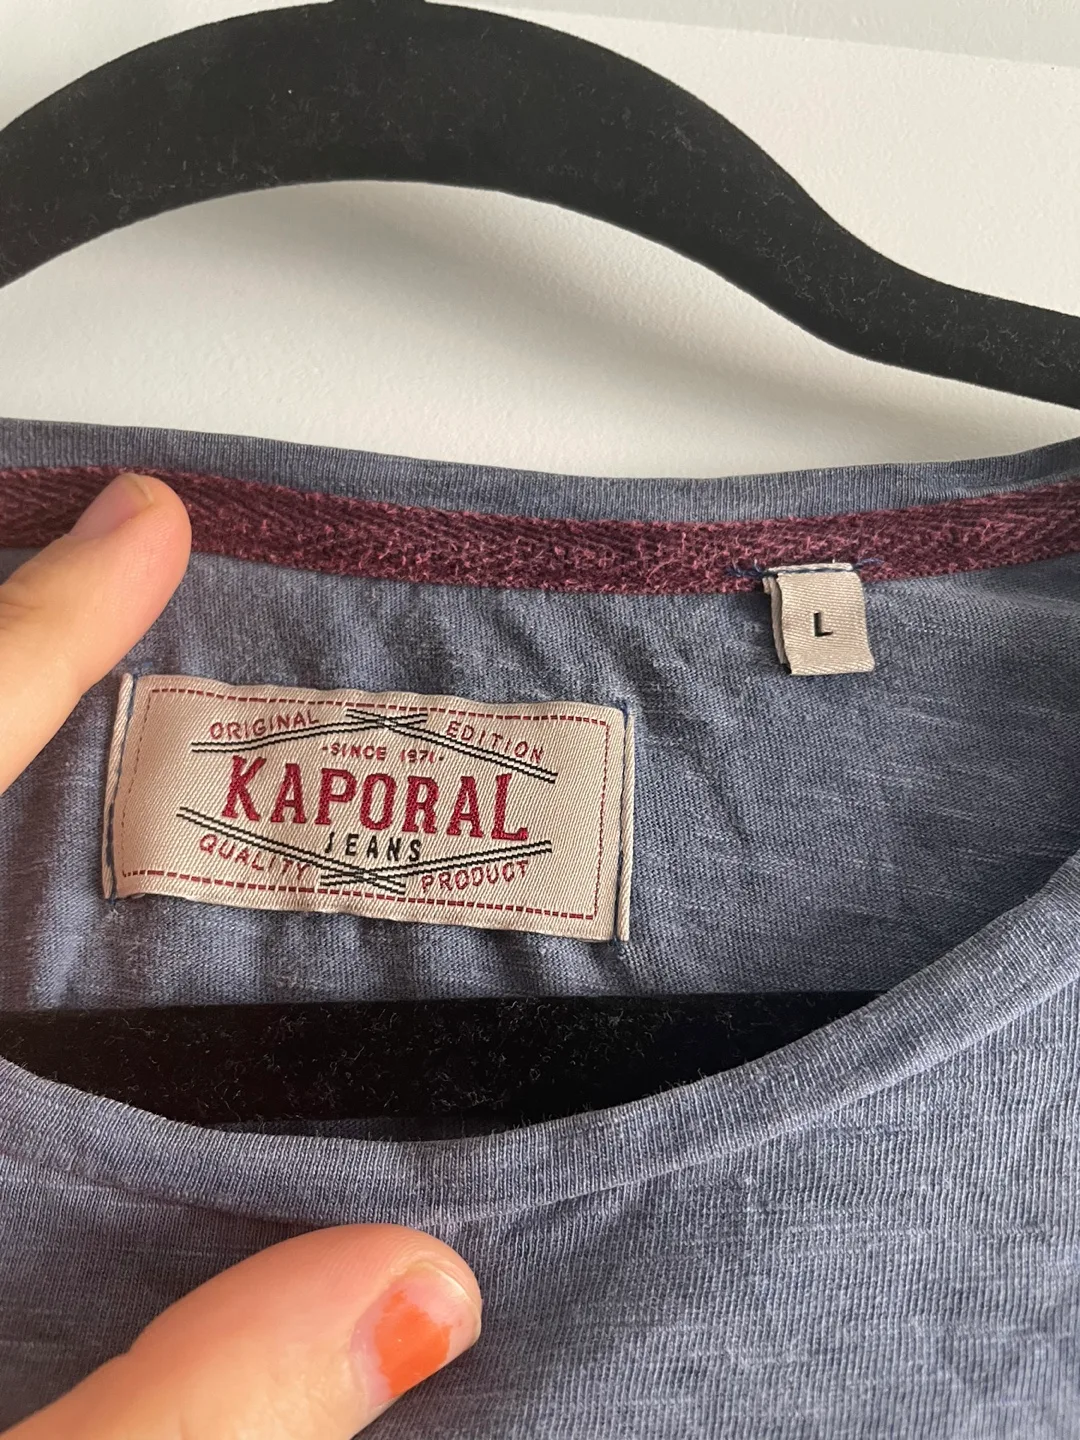 ORIGINAL EDITION
-SINCE 1971-
KAPORAL
JEANS
QUALITY PRODUCT
L